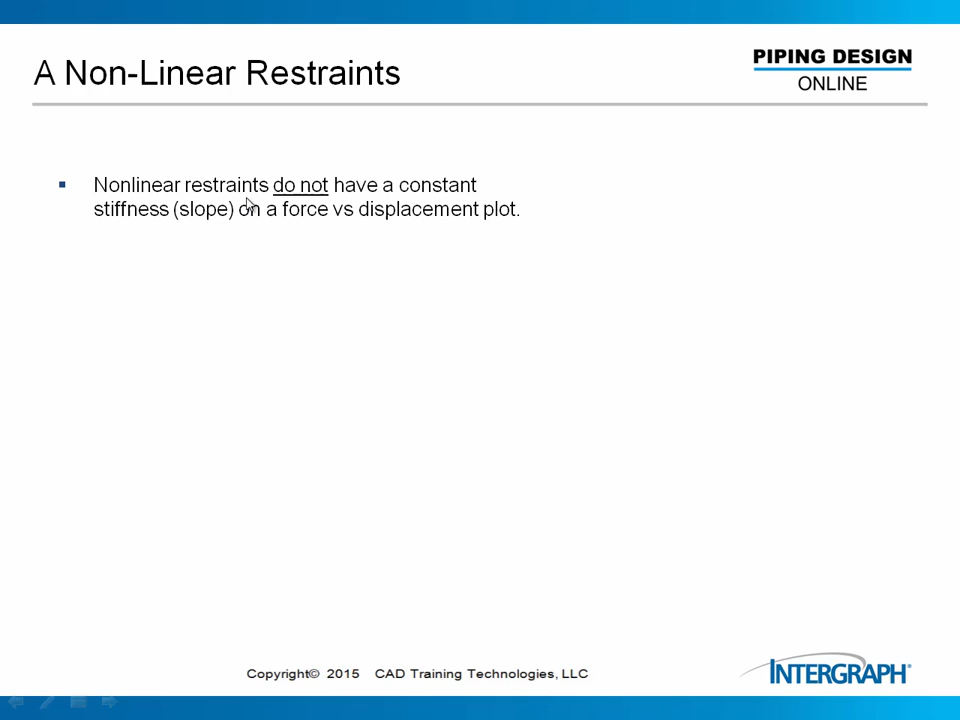 A Non-Linear Restraints
PIPING DESIGN
ONLINE
Nonlinear restraints do not have a constant
stiffness (slope) on a force vs displacement plot.
Copyright© 2015 CAD Training Technologies, LLC
INTERGRAPH®